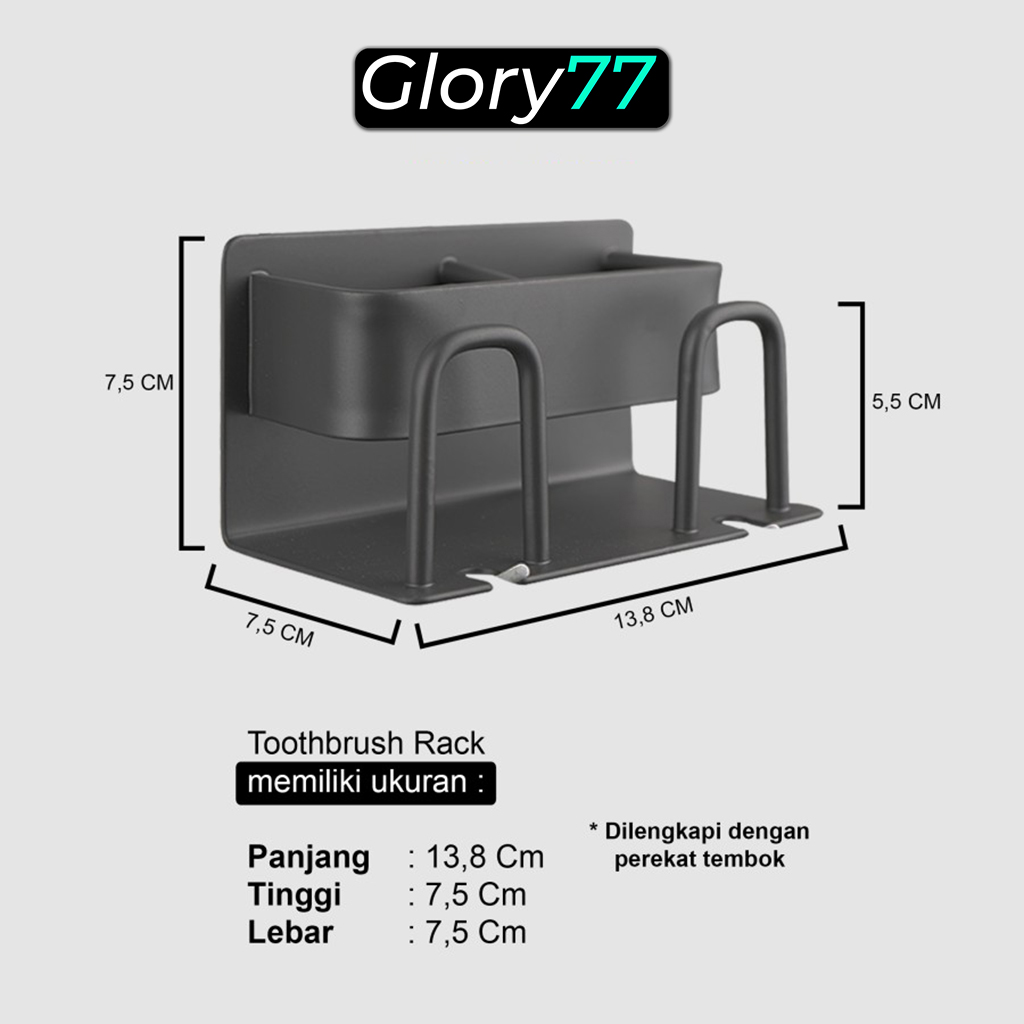 Glory77
7,5 CM
5,5 CM
7,5 CM
13,8 CM
Toothbrush Rack
memiliki ukuran :
Panjang : 13,8 Cm
Tinggi : 7,5 Cm
Lebar : 7,5 Cm
* Dilengkapi dengan
perekat tembok